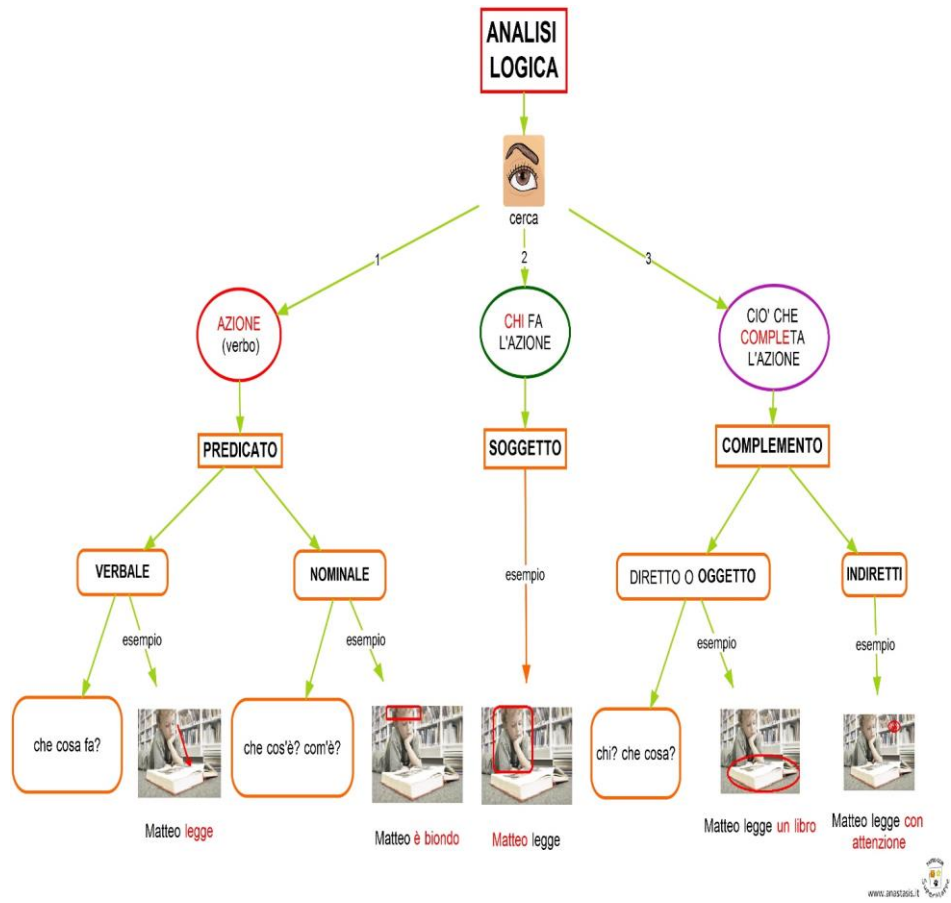 ANALISI
LOGICA
cerca
1
2
3
AZIONE
(verbo)
CHI FA
L'AZIONE
CIO' CHE
COMPLETA
L'AZIONE
PREDICATO
SOGGETTO
COMPLEMENTO
VERBALE
NOMINALE
esempio
DIRETTO O OGGETTO
INDIRETTI
esempio
esempio
esempio
esempio
che cosa fa?
che cos'è? com'è?
chi? che cosa?
Matteo legge
Matteo è biondo
Matteo legge
Matteo legge un libro
Matteo legge con
attenzione
www.anastasis.it